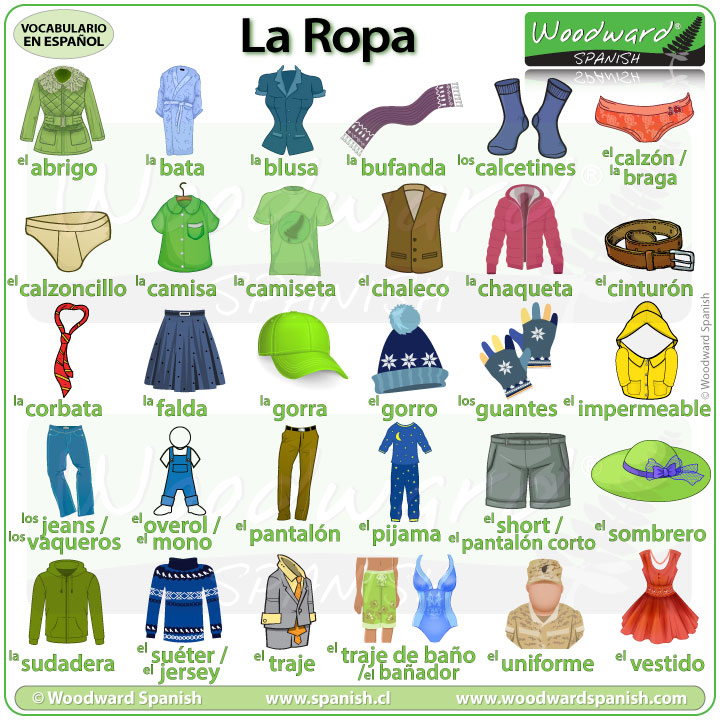 VOCABULARIO
EN ESPAÑOL
La Ropa
Woodward®
SPANISH
el abrigo
la bata
la blusa
la bufanda
los calcetines
el calzón /
la braga
el calzoncillo
la camisa
la camiseta
el chaleco
la chaqueta
el cinturón
la corbata
la falda
la gorra
el gorro
los guantes
el impermeable
los jeans /
los vaqueros
el overol /
el mono
el pantalón
el pijama
el short /
el pantalón corto
el sombrero
la sudadera
el suéter /
el jersey
el traje
el traje de baño
/el bañador
el uniforme
el vestido
© Woodward Spanish
Woodward®
SPANISH
Woodward®
SPANISH
© Woodward Spanish
www.spanish.cl
www.woodwardspanish.com